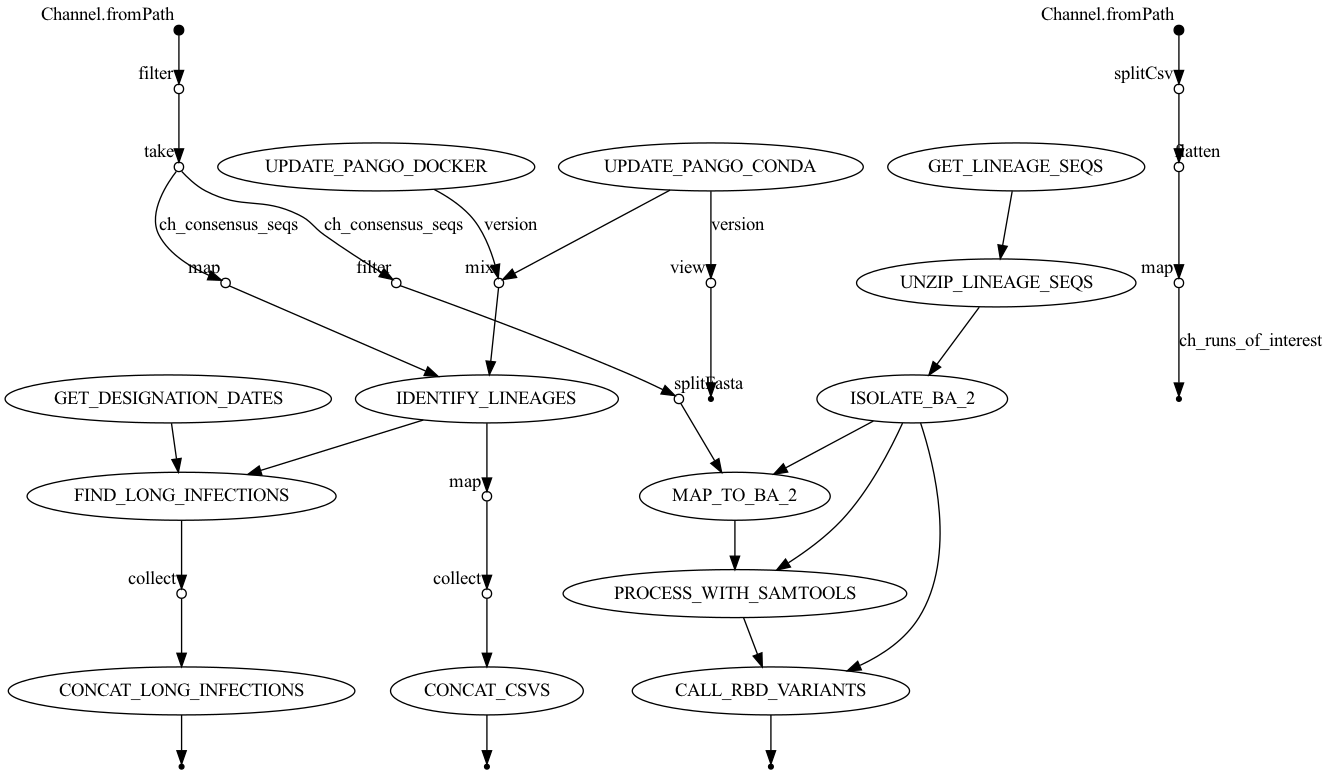 Channel.fromPath
Channel.fromPath
filter
splitCsv
take
UPDATE_PANGO_DOCKER
UPDATE_PANGO_CONDA
GET_LINEAGE_SEQS
flatten
ch_consensus_seqs
ch_consensus_seqs
version
version
map
filter
mix
view
UNZIP_LINEAGE_SEQS
map
ch_runs_of_interest
splitFasta
GET_DESIGNATION_DATES
IDENTIFY_LINEAGES
ISOLATE_BA_2
map
FIND_LONG_INFECTIONS
MAP_TO_BA_2
collect
collect
PROCESS_WITH_SAMTOOLS
CONCAT_LONG_INFECTIONS
CONCAT_CSVS
CALL_RBD_VARIANTS